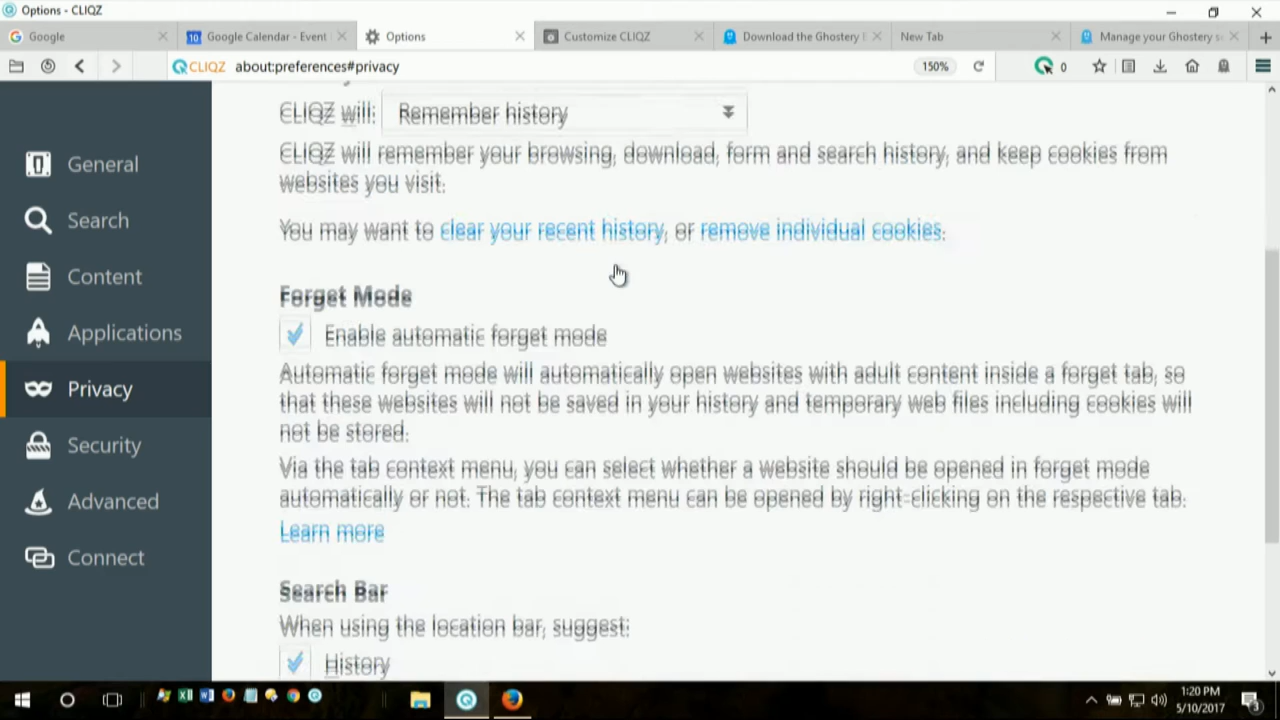 Options - CLIQZ
Google
10 Google Calendar - Event
Options
Customize CLIQZ
Download the Ghostery
New Tab
Manage your Ghostery s
CLIQZ about:preferences#privacy
150%
0
CLIQZ will: Remember history
CLIQZ will remember your browsing, download, form and search history, and keep cookies from
websites you visit.
You may want to clear your recent history, or remove individual cookies.
Forget Mode
Enable automatic forget mode
Automatic forget mode will automatically open websites with adult content inside a forget tab, so
that these websites will not be saved in your history and temporary web files including cookies will
not be stored.
Via the tab context menu, you can select whether a website should be opened in forget mode
automatically or not. The tab context menu can be opened by right-clicking on the respective tab.
Learn more
Search Bar
When using the location bar, suggest:
History
General
Search
Content
Applications
Privacy
Security
Advanced
Connect
1:20 PM
5/10/2017
3